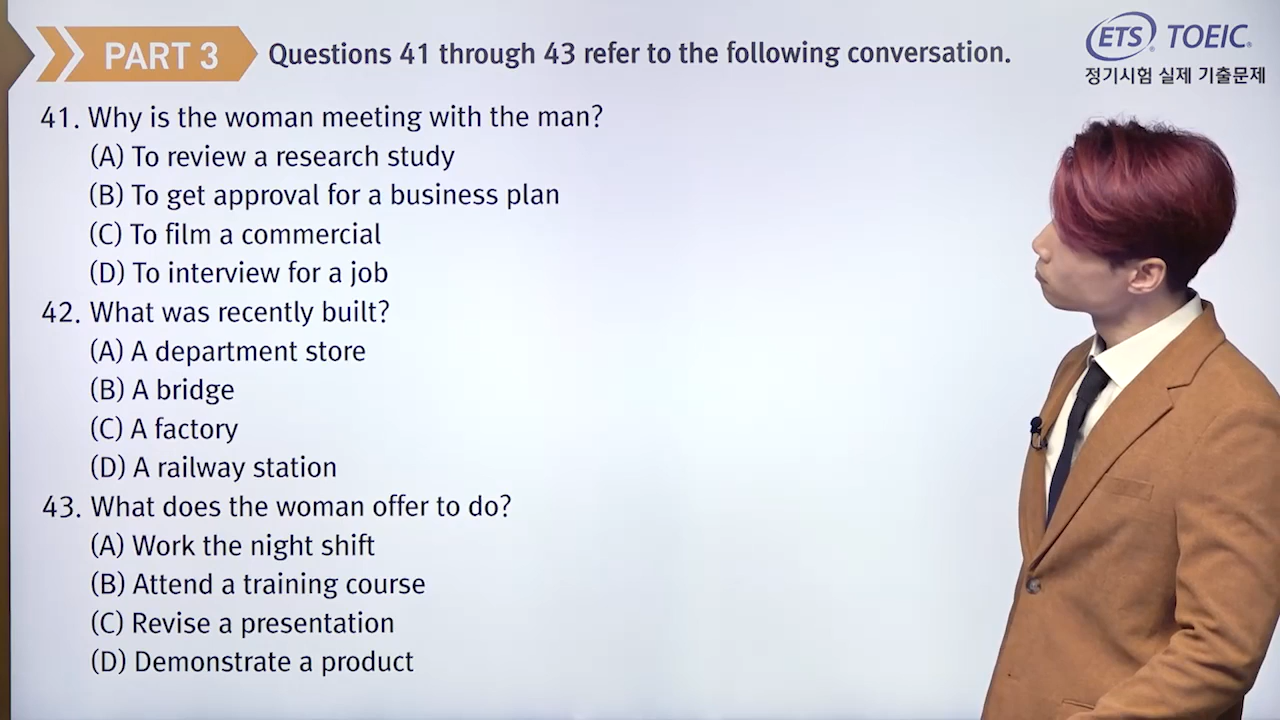 PART 3 Questions 41 through 43 refer to the following conversation.
ETS TOEIC.
정기시험 실제 기출문제
41. Why is the woman meeting with the man?
(A) To review a research study
(B) To get approval for a business plan
(C) To film a commercial
(D) To interview for a job
42. What was recently built?
(A) A department store
(B) A bridge
(C) A factory
(D) A railway station
43. What does the woman offer to do?
(A) Work the night shift
(B) Attend a training course
(C) Revise a presentation
(D) Demonstrate a product